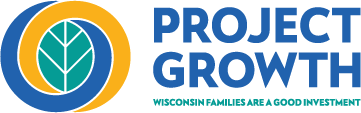 PROJECT
GROWTH
WISCONSIN FAMILIES ARE A GOOD INVESTMENT